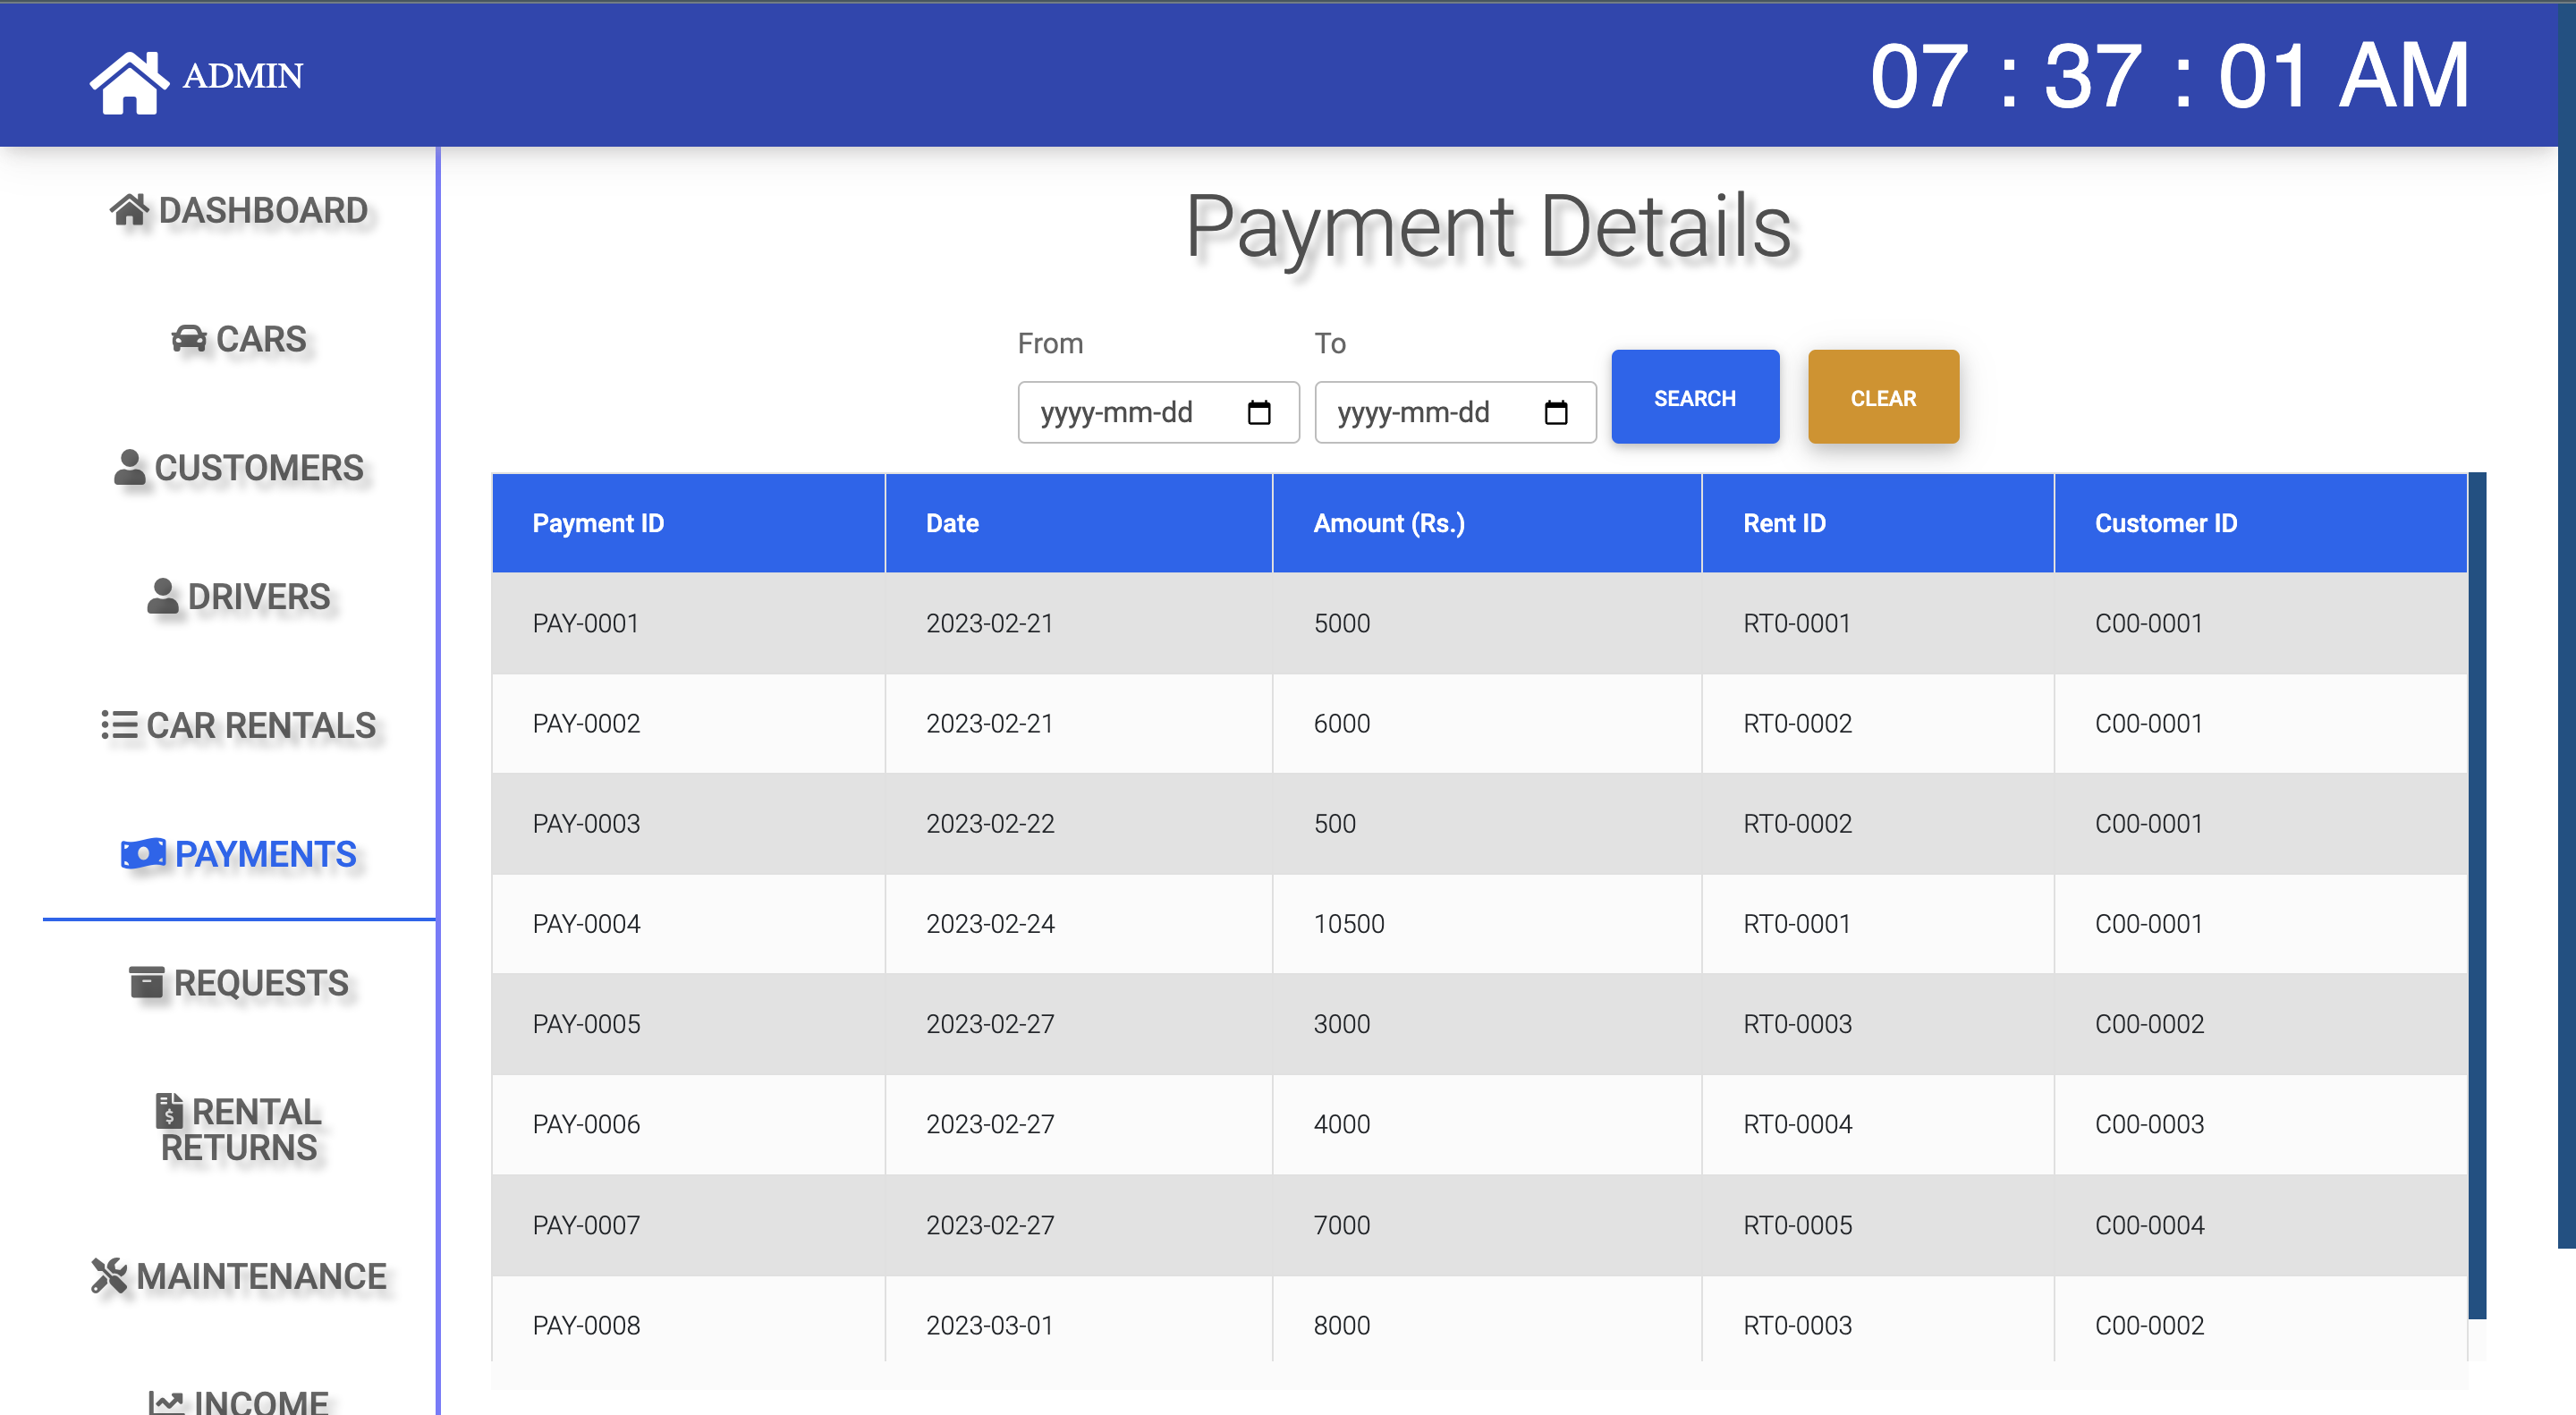 ADMIN
07 : 37 : 01 AM
DASHBOARD
CARS
CUSTOMERS
DRIVERS
CAR RENTALS
PAYMENTS
REQUESTS
RENTAL
RETURNS
MAINTENANCE
INCOME
Payment Details
From To
yyyy-mm-dd yyyy-mm-dd SEARCH CLEAR
Payment ID Date Amount (Rs.) Rent ID Customer ID
PAY-0001 2023-02-21 5000 RT0-0001 C00-0001
PAY-0002 2023-02-21 6000 RT0-0002 C00-0001
PAY-0003 2023-02-22 500 RT0-0002 C00-0001
PAY-0004 2023-02-24 10500 RT0-0001 C00-0001
PAY-0005 2023-02-27 3000 RT0-0003 C00-0002
PAY-0006 2023-02-27 4000 RT0-0004 C00-0003
PAY-0007 2023-02-27 7000 RT0-0005 C00-0004
PAY-0008 2023-03-01 8000 RT0-0003 C00-0002